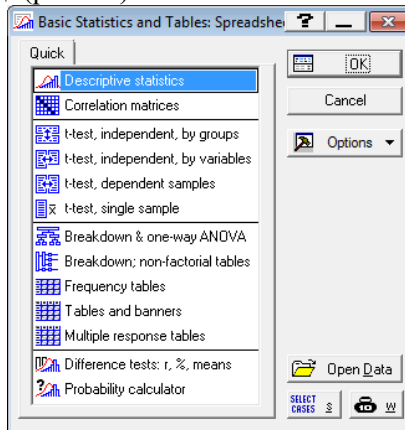 Basic Statistics and Tables: Spreadshe
Quick
Descriptive statistics
Correlation matrices
t-test, independent, by groups
t-test, independent, by variables
t-test, dependent samples
t-test, single sample
Breakdown & one-way ANOVA
Breakdown; non-factorial tables
Frequency tables
Tables and banners
Multiple response tables
Difference tests: r, %, means
Probability calculator
OK
Cancel
Options
Open Data
SELECT CASES S
W